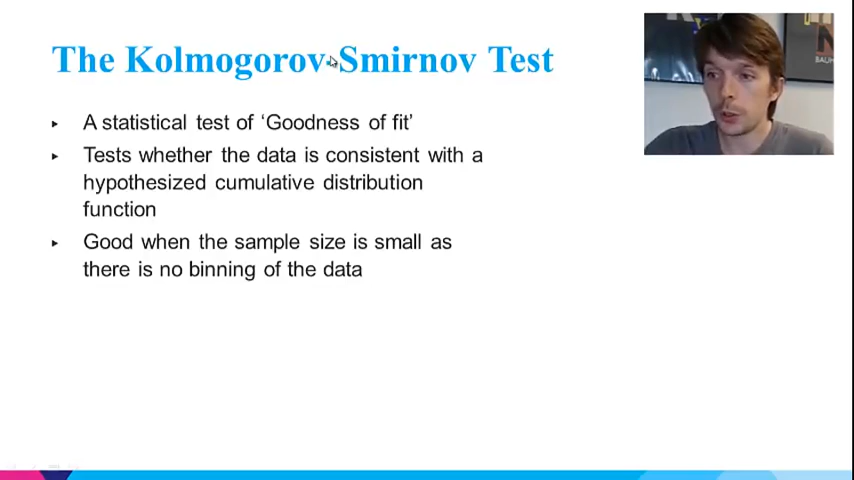 The Kolmogorov-Smirnov Test
▸ A statistical test of ‘Goodness of fit’
▸ Tests whether the data is consistent with a
hypothesized cumulative distribution
function
▸ Good when the sample size is small as
there is no binning of the data
BAUH